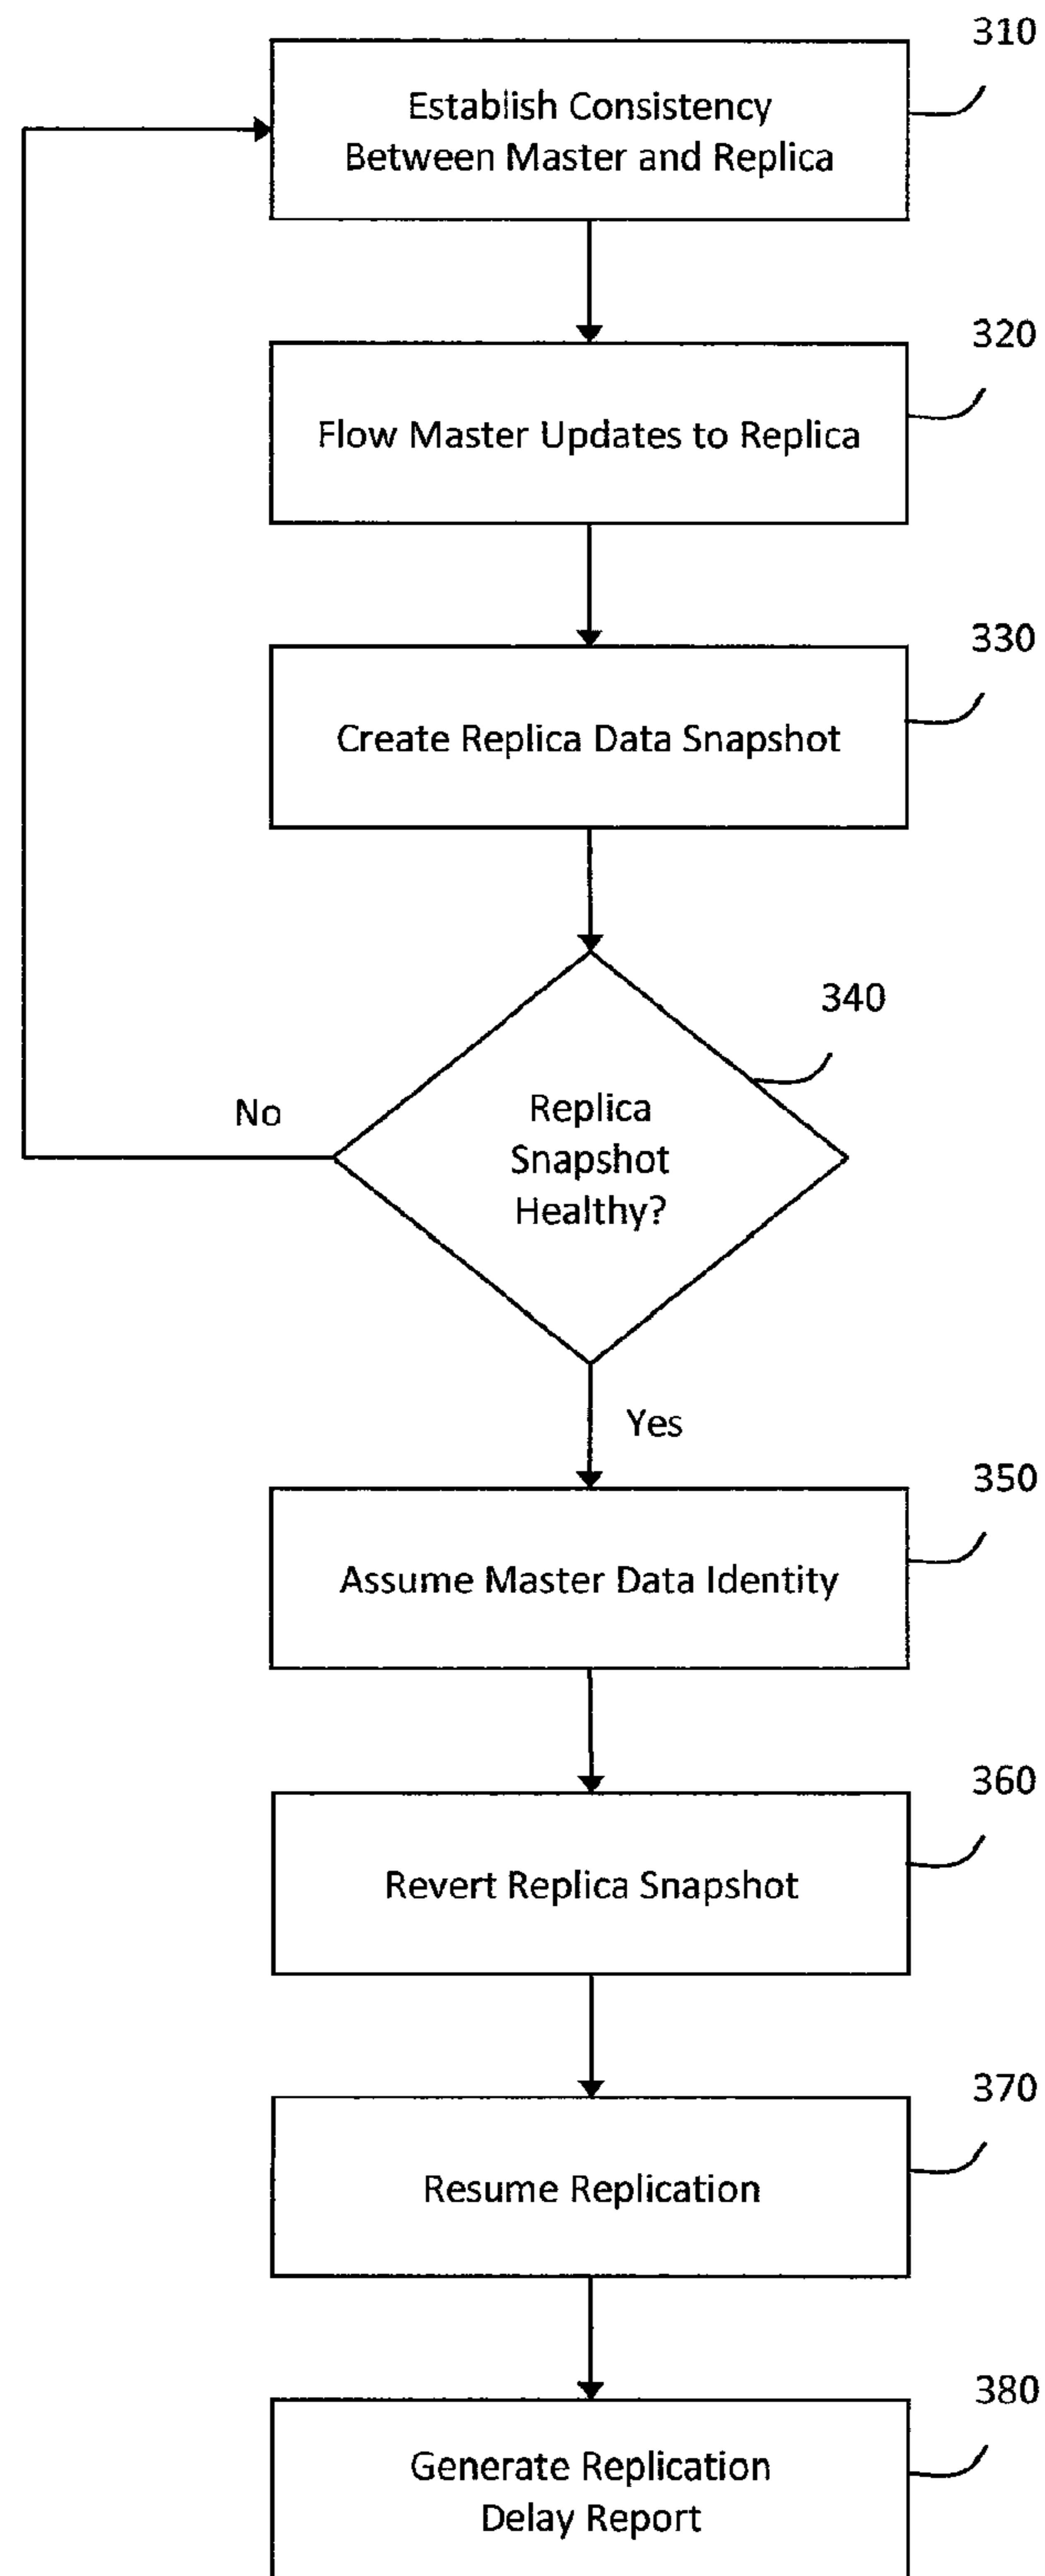 310
Establish Consistency
Between Master and Replica
320
Flow Master Updates to Replica
330
Create Replica Data Snapshot
340
Replica
Snapshot
Healthy?
No
Yes
350
Assume Master Data Identity
360
Revert Replica Snapshot
370
Resume Replication
380
Generate Replication
Delay Report